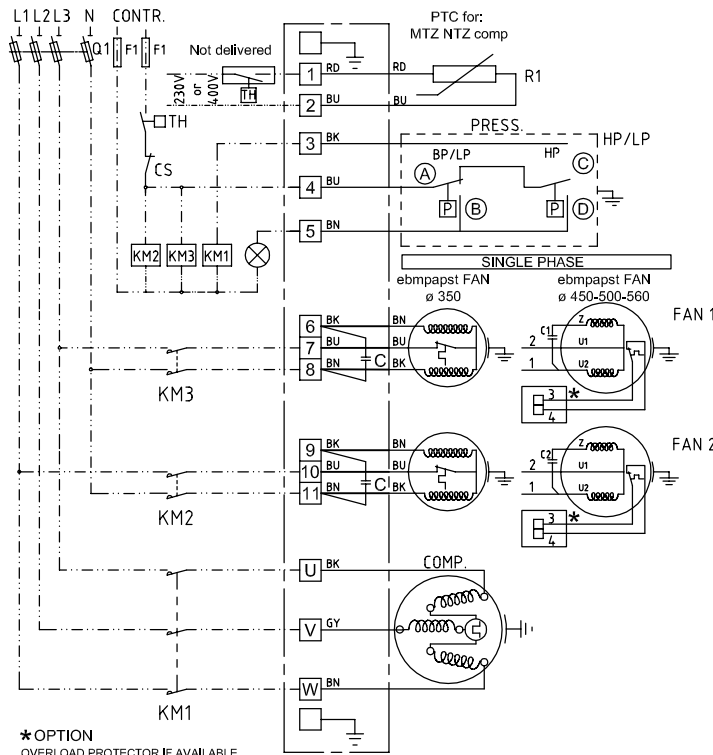 L1 L2 L3 N CONTR.
Q1 F1 F1
Not delivered
230V or 400V
TH
PTC for:
MTZ NTZ comp
1 RD RD R1
2 BU BU
TH
CS
3 BK
4 BU
5 BN
PRESS. HP/LP
BP/LP HP
A C
P B P D
KM2 KM3 KM1
SINGLE PHASE
ebmpapst FAN
ø 350
ebmpapst FAN
ø 450-500-560
FAN 1
6 BK BN
7 BU BU
8 BN C BK
KM3
C1 Z
2 U1
1 U2
3 *
4
FAN 2
9 BK BN
10 BU BU
11 BN C BK
KM2
C2 Z
2 U1
1 U2
3 *
4
U BK COMP.
V GY
W BN
KM1
* OPTION
OVERLOAD PROTECTOR IF AVAILABLE